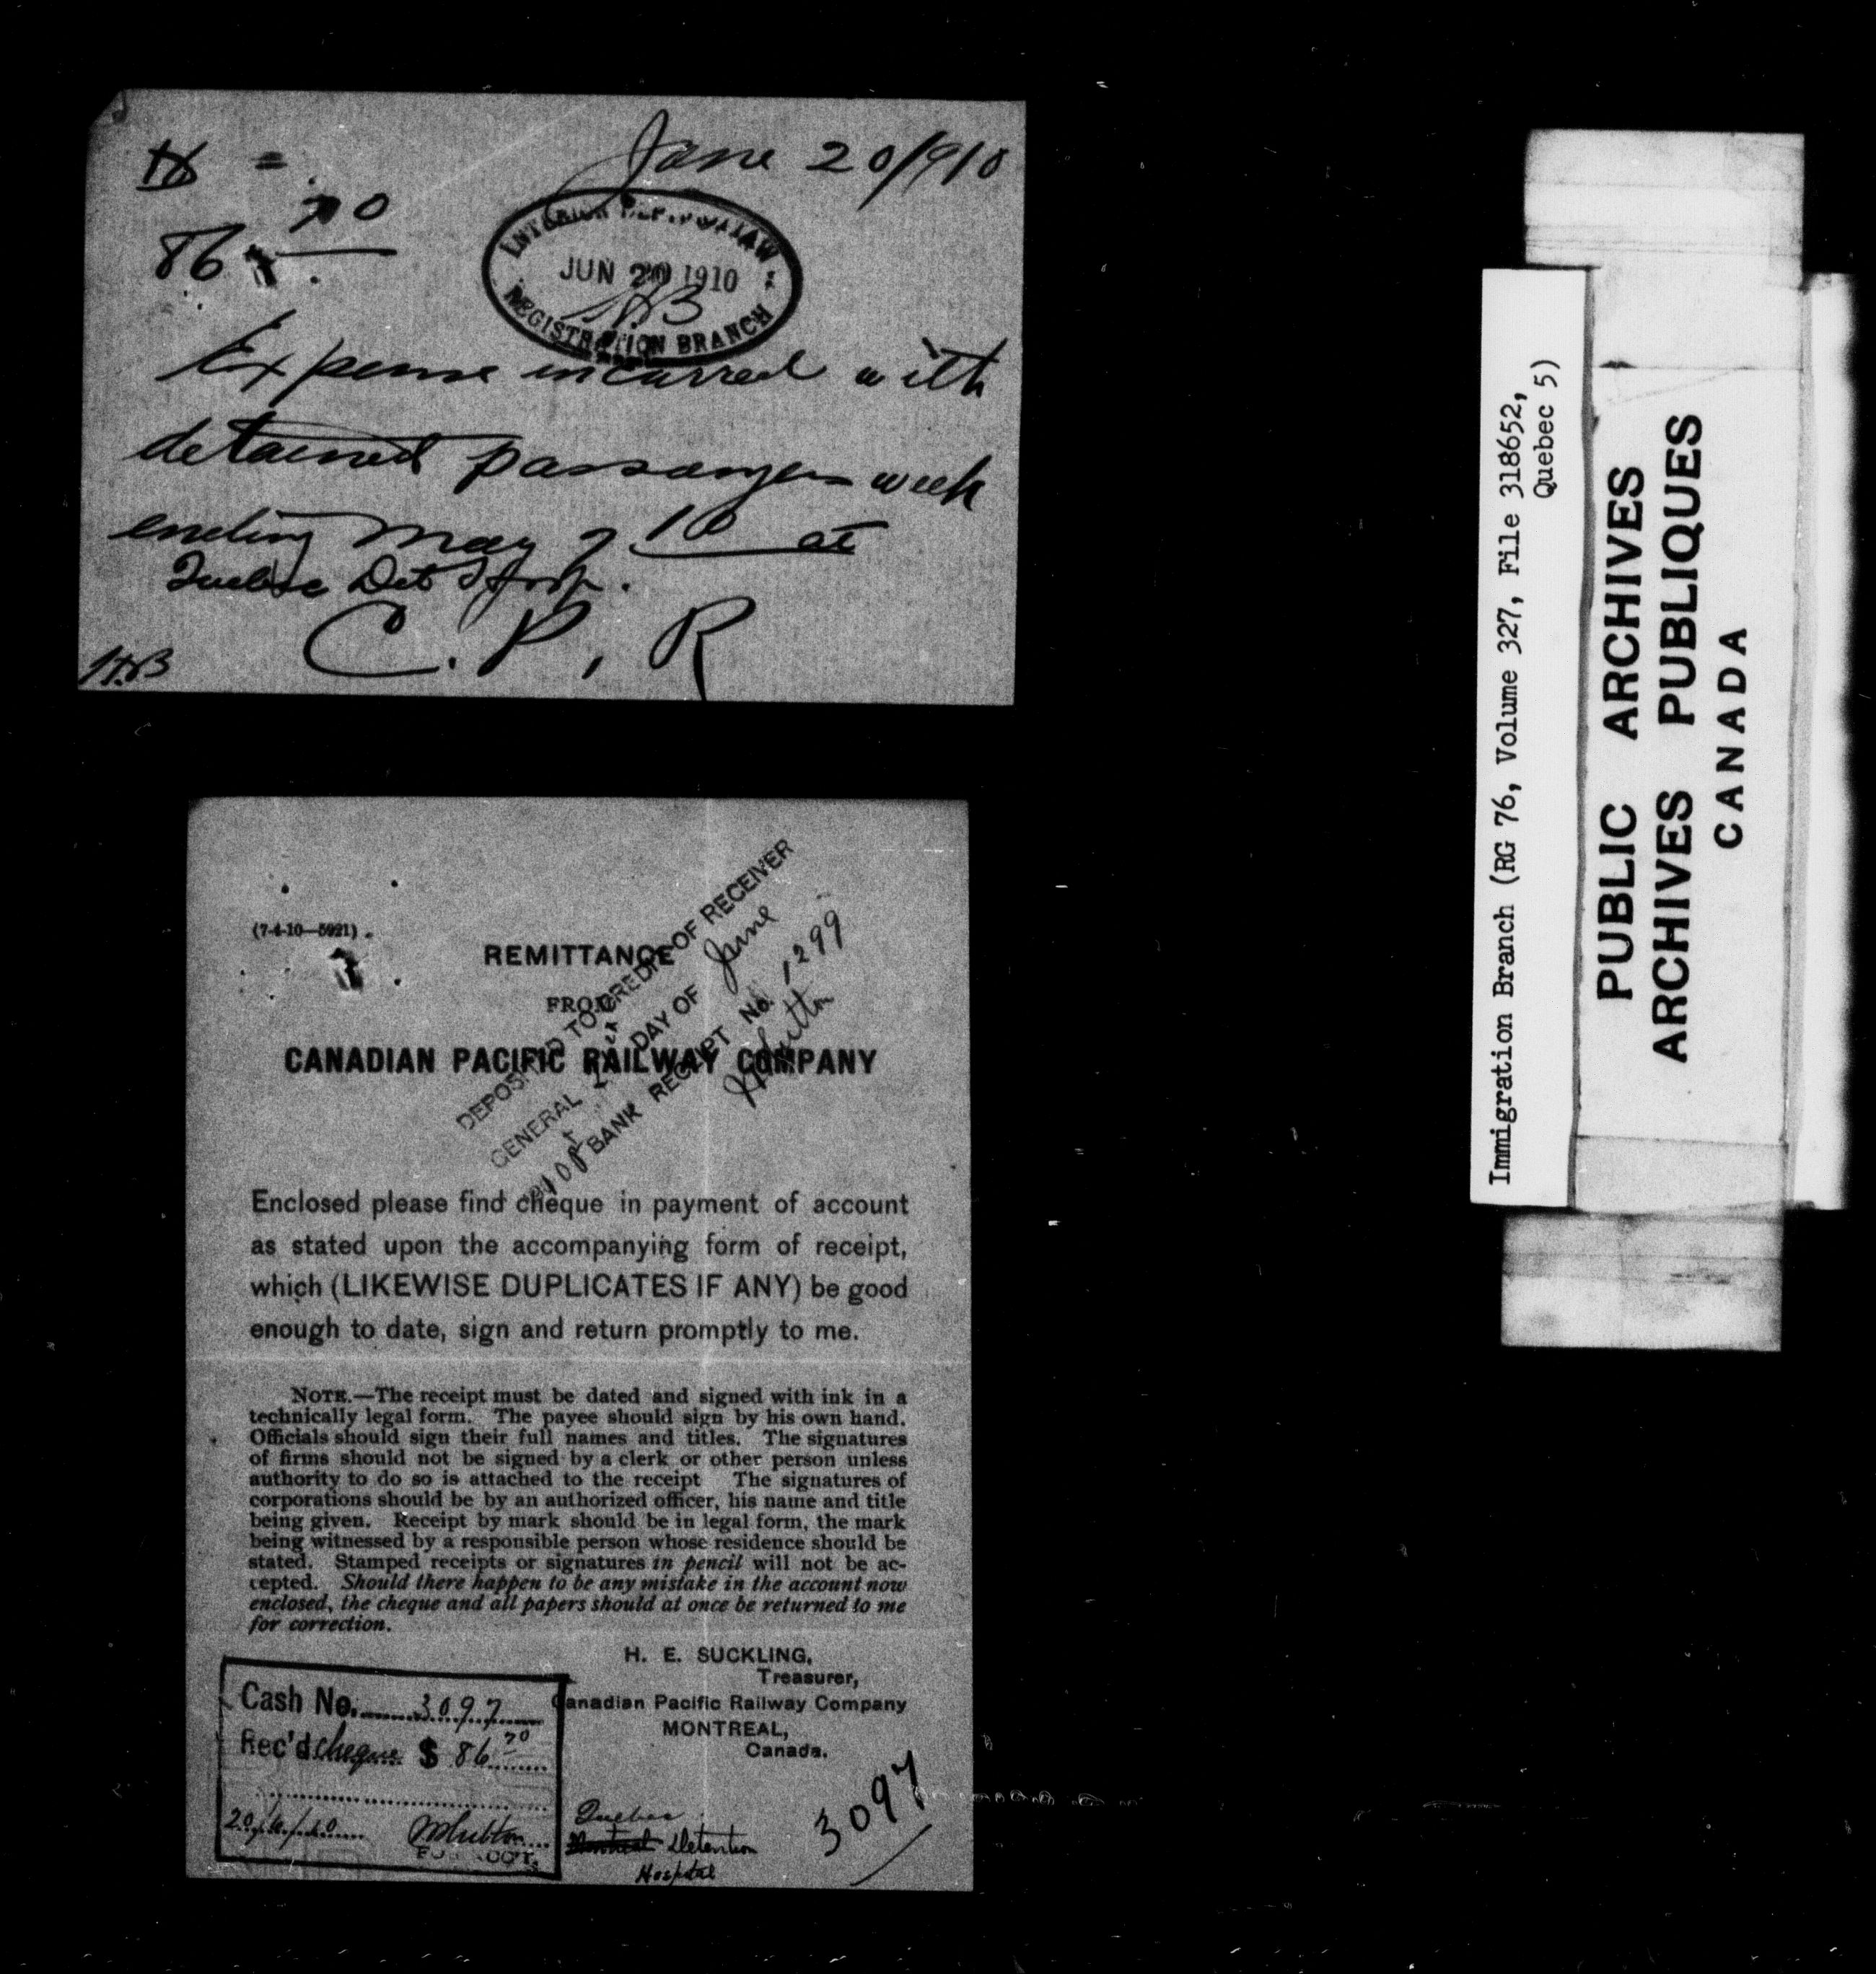 June 20/910
86 70
INTERIOR DEP. OTTAWA
JUN 20 1910
HB
REGISTRATION BRANCH
Expense incurred with
detained passengers week
ending May 7 10 at
Quebec Det Hosp.
C. P. R
HB
(7-4-10—5921)
REMITTANCE
FROM
CANADIAN PACIFIC RAILWAY COMPANY
DEPOSITED TO CREDIT OF RECEIVER
GENERAL DAY OF June
BANK RECEIPT No. 1299
Enclosed please find cheque in payment of account
as stated upon the accompanying form of receipt,
which (LIKEWISE DUPLICATES IF ANY) be good
enough to date, sign and return promptly to me.
NOTE.—The receipt must be dated and signed with ink in a
technically legal form. The payee should sign by his own hand.
Officials should sign their full names and titles. The signatures
of firms should not be signed by a clerk or other person unless
authority to do so is attached to the receipt The signatures of
corporations should be by an authorized officer, his name and title
being given. Receipt by mark should be in legal form, the mark
being witnessed by a responsible person whose residence should be
stated. Stamped receipts or signatures in pencil will not be ac-
cepted. Should there happen to be any mistake in the account now
enclosed, the cheque and all papers should at once be returned to me
for correction.
H. E. SUCKLING,
Treasurer,
Canadian Pacific Railway Company
MONTREAL,
Canada.
Cash No. 3097
Rec'd cheque $ 86 70
20/6/10
Quebec
Detention
Hospital
3097
Immigration Branch (RG 76, Volume 327, File 318652,
Quebec 5)
PUBLIC ARCHIVES
ARCHIVES PUBLIQUES
CANADA